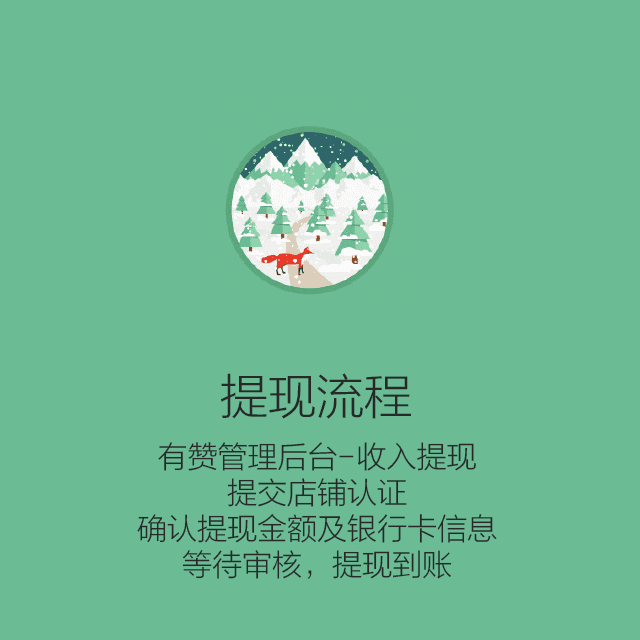 提现流程
有赞管理后台-收入提现
提交店铺认证
确认提现金额及银行卡信息
等待审核，提现到账